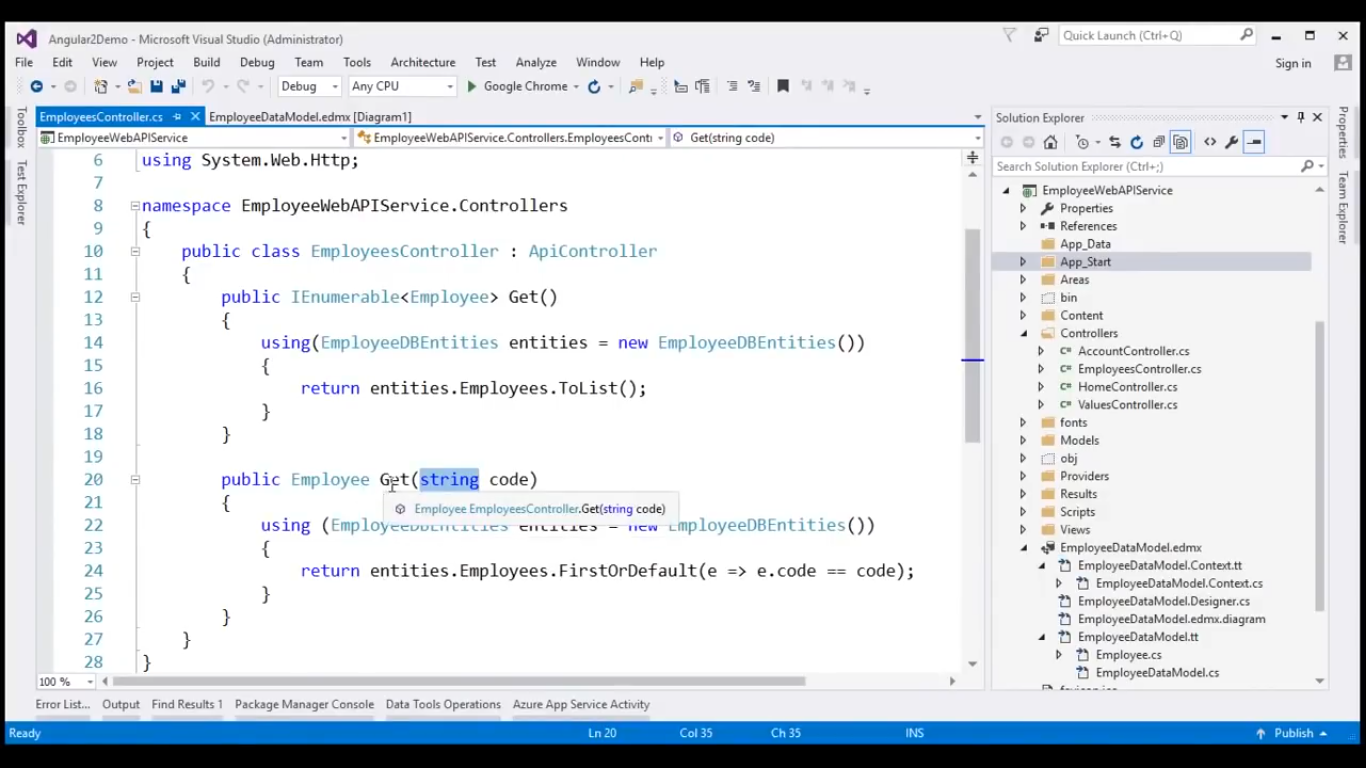 Angular2Demo - Microsoft Visual Studio (Administrator)
Quick Launch (Ctrl+Q)
File Edit View Project Build Debug Team Tools Architecture Test Analyze Window Help
Sign in
Debug Any CPU Google Chrome
EmployeesController.cs EmployeeDataModel.edmx [Diagram1]
EmployeeWebAPIService EmployeeWebAPIService.Controllers.EmployeesConti Get(string code)
Toolbox
Test Explorer
6 using System.Web.Http;
7
8 namespace EmployeeWebAPIService.Controllers
9 {
10 public class EmployeesController : ApiController
11 {
12 public IEnumerable<Employee> Get()
13 {
14 using(EmployeeDBEntities entities = new EmployeeDBEntities())
15 {
16 return entities.Employees.ToList();
17 }
18 }
19
20 public Employee Get(string code)
21 {
Employee EmployeesController.Get(string code)
22 using (EmployeeDBEntities entities = new EmployeeDBEntities())
23 {
24 return entities.Employees.FirstOrDefault(e => e.code == code);
25 }
26 }
27 }
28 }
100 %
Solution Explorer
Search Solution Explorer (Ctrl+;)
EmployeeWebAPIService
Properties
References
App_Data
App_Start
Areas
bin
Content
Controllers
C# AccountController.cs
C# EmployeesController.cs
C# HomeController.cs
C# ValuesController.cs
fonts
Models
obj
Providers
Results
Scripts
Views
EmployeeDataModel.edmx
EmployeeDataModel.Context.tt
EmployeeDataModel.Context.cs
EmployeeDataModel.Designer.cs
EmployeeDataModel.edmx.diagram
EmployeeDataModel.tt
Employee.cs
EmployeeDataModel.cs
Properties
Team Explorer
Error List... Output Find Results 1 Package Manager Console Data Tools Operations Azure App Service Activity
Ready Ln 20 Col 35 Ch 35 INS Publish